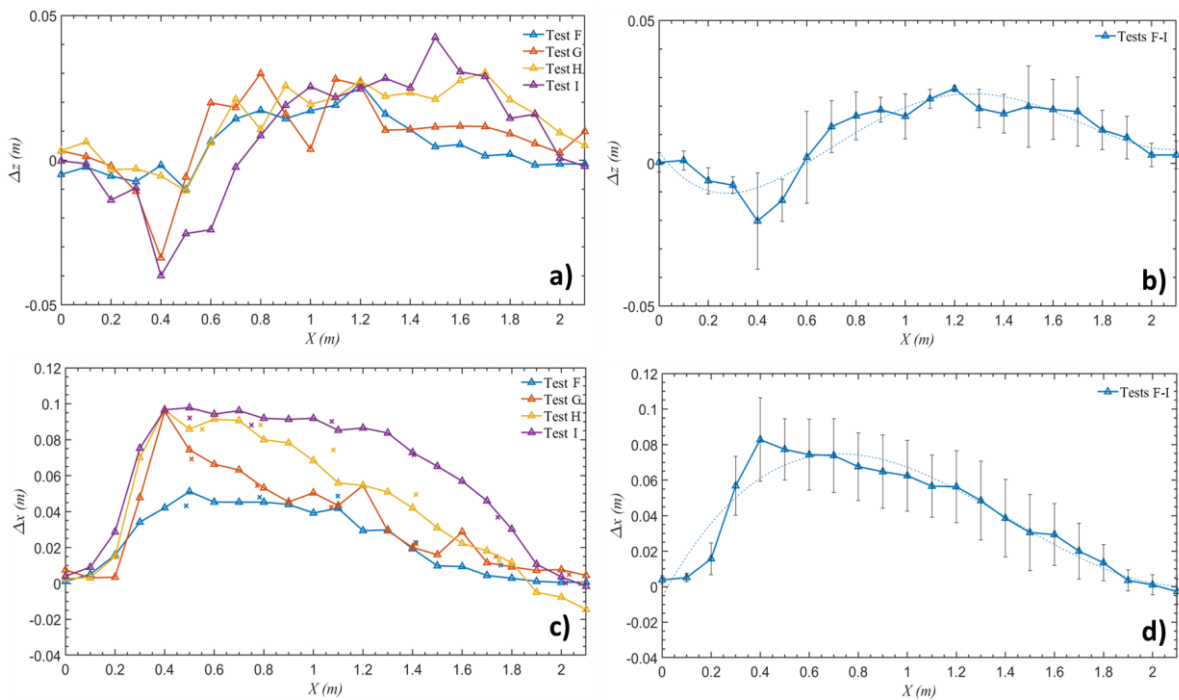 0.05
Test F
Test G
Test H
Test I
Δz (m)
0
-0.05
a)
0 0.2 0.4 0.6 0.8 1 1.2 1.4 1.6 1.8 2
X (m)
0.05
Tests F-I
Δz (m)
0
-0.05
b)
0 0.2 0.4 0.6 0.8 1 1.2 1.4 1.6 1.8 2
X (m)
0.12
Test F
Test G
Test H
Test I
0.1
0.08
0.06
Δx (m)
0.04
0.02
0
-0.02
-0.04
c)
0 0.2 0.4 0.6 0.8 1 1.2 1.4 1.6 1.8 2
X (m)
0.12
Tests F-I
0.1
0.08
0.06
Δx (m)
0.04
0.02
0
-0.02
-0.04
d)
0 0.2 0.4 0.6 0.8 1 1.2 1.4 1.6 1.8 2
X (m)